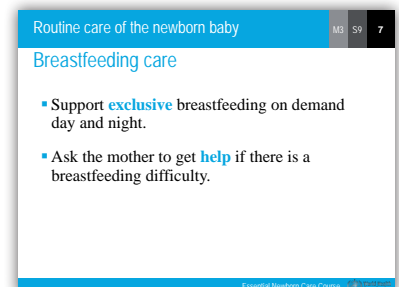 Routine care of the newborn baby M3 S9 7
Breastfeeding care
▪ Support exclusive breastfeeding on demand
day and night.
▪ Ask the mother to get help if there is a
breastfeeding difficulty.
Essential Newborn Care Course